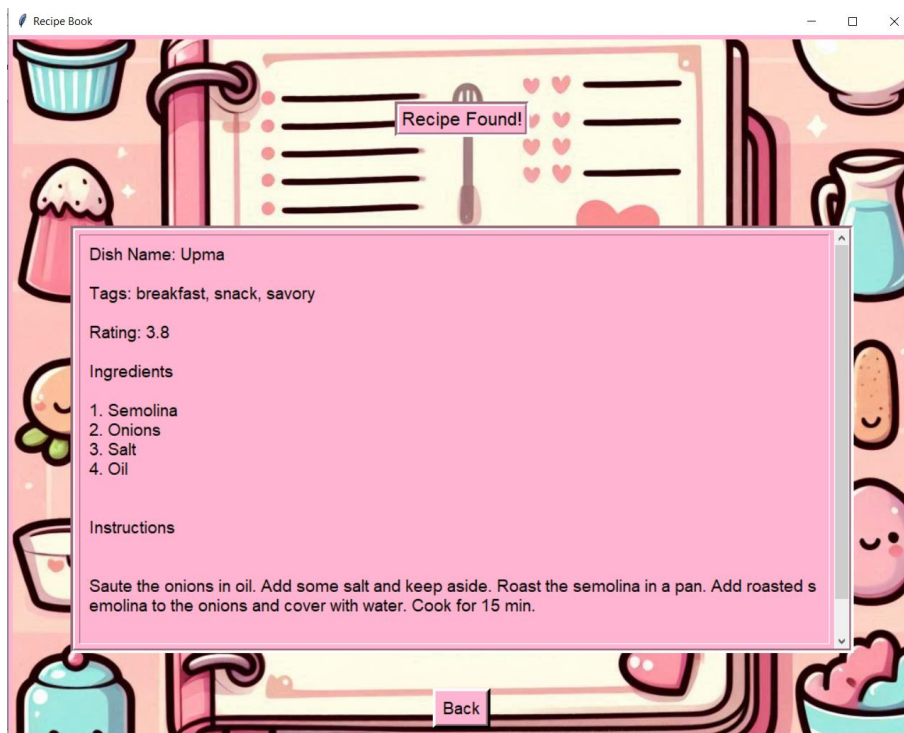 Recipe Book
Recipe Found!
Dish Name: Upma
Tags: breakfast, snack, savory
Rating: 3.8
Ingredients
1. Semolina
2. Onions
3. Salt
4. Oil
Instructions
Saute the onions in oil. Add some salt and keep aside. Roast the semolina in a pan. Add roasted s
emolina to the onions and cover with water. Cook for 15 min.
Back